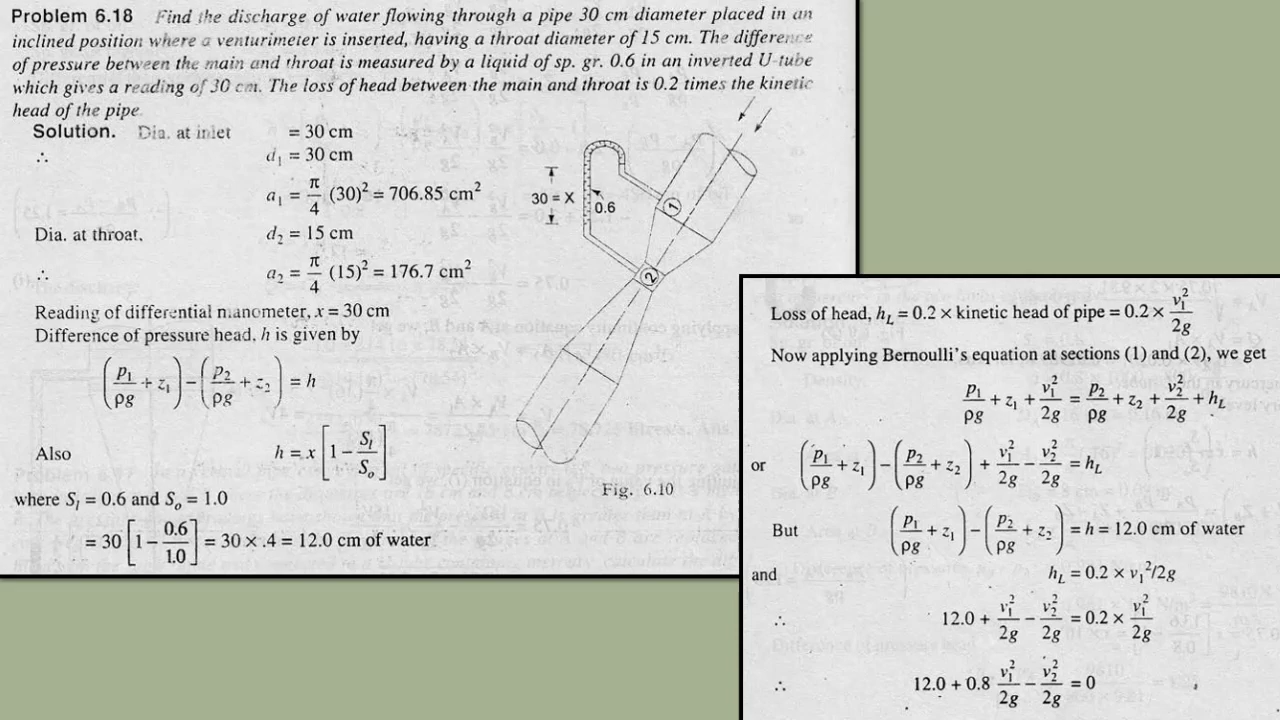 Problem 6.18 Find the discharge of water flowing through a pipe 30 cm diameter placed in an
inclined position where a venturimeter is inserted, having a throat diameter of 15 cm. The difference
of pressure between the main and throat is measured by a liquid of sp. gr. 0.6 in an inverted U-tube
which gives a reading of 30 cm. The loss of head between the main and throat is 0.2 times the kinetic
head of the pipe.
Solution. Dia. at inlet = 30 cm
∴ d₁ = 30 cm
a₁ = π/4 (30)² = 706.85 cm²
Dia. at throat, d₂ = 15 cm
∴ a₂ = π/4 (15)² = 176.7 cm²
Reading of differential manometer, x = 30 cm
Difference of pressure head, h is given by
(p₁/ρg + z₁) − (p₂/ρg + z₂) = h
Also h = x [1 − S_l/S_o]
where S_l = 0.6 and S_o = 1.0
∴ = 30 [1 − 0.6/1.0] = 30 × .4 = 12.0 cm of water
30 = X
0.6
1
2
Fig. 6.10
Loss of head, h_L = 0.2 × kinetic head of pipe = 0.2 × v₁²/2g
Now applying Bernoulli's equation at sections (1) and (2), we get
p₁/ρg + z₁ + v₁²/2g = p₂/ρg + z₂ + v₂²/2g + h_L
or (p₁/ρg + z₁) − (p₂/ρg + z₂) + v₁²/2g − v₂²/2g = h_L
But (p₁/ρg + z₁) − (p₂/ρg + z₂) = h = 12.0 cm of water
and h_L = 0.2 × v₁²/2g
∴ 12.0 + v₁²/2g − v₂²/2g = 0.2 × v₁²/2g
∴ 12.0 + 0.8 v₁²/2g − v₂²/2g = 0